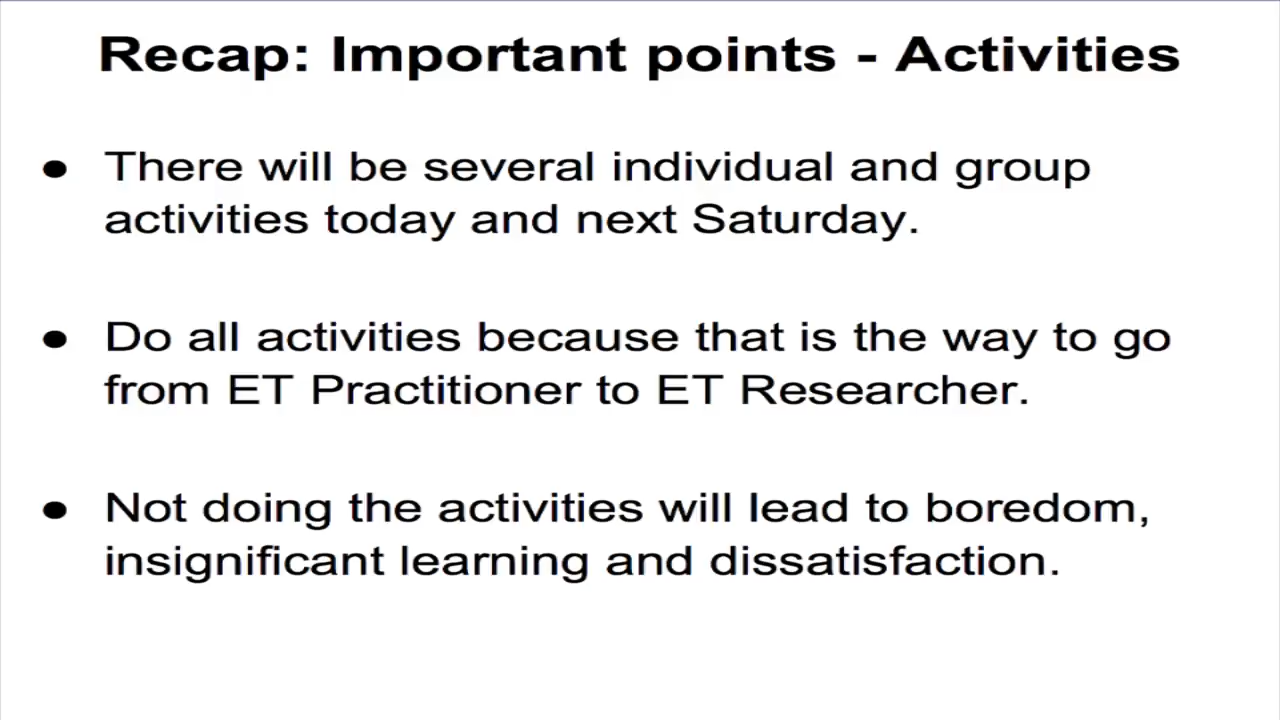 Recap: Important points - Activities
● There will be several individual and group
activities today and next Saturday.
● Do all activities because that is the way to go
from ET Practitioner to ET Researcher.
● Not doing the activities will lead to boredom,
insignificant learning and dissatisfaction.